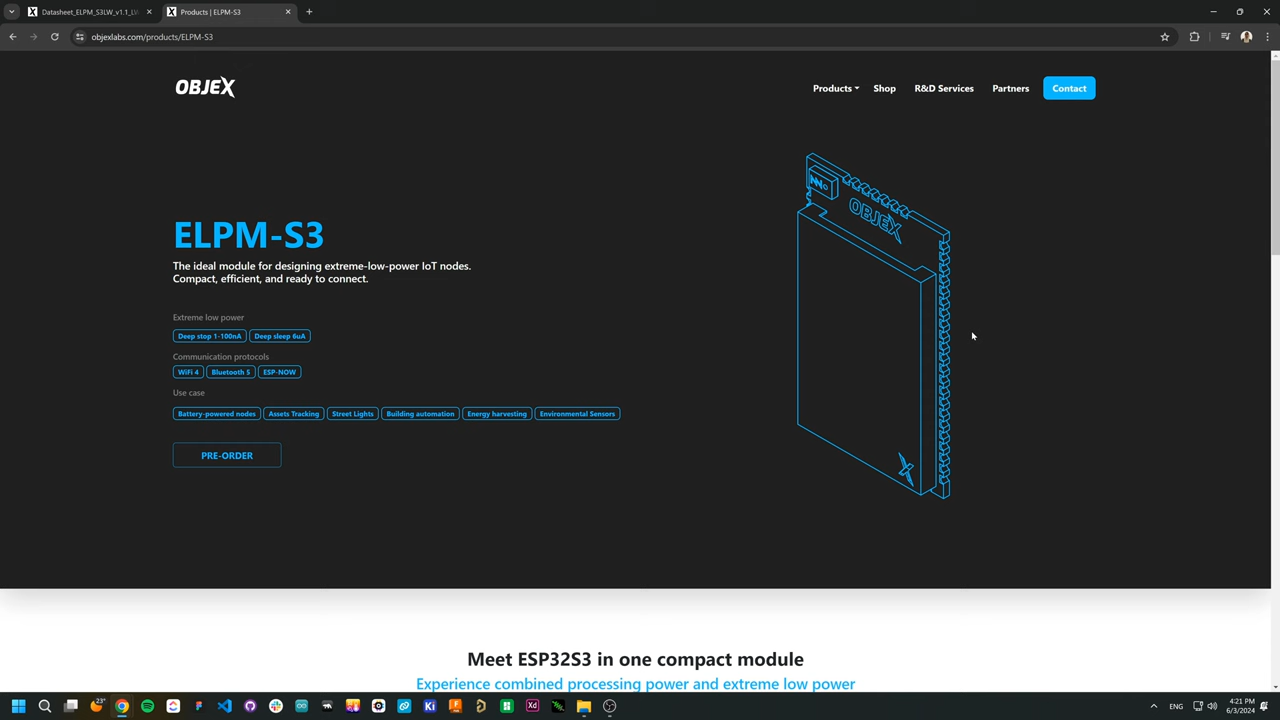 Datasheet_ELPM_S3LW_v1.1_LW
Products | ELPM-S3
objexlabs.com/products/ELPM-S3
OBJEX
Products
Shop
R&D Services
Partners
Contact
OBJEX
X
ELPM-S3
The ideal module for designing extreme-low-power IoT nodes.
Compact, efficient, and ready to connect.
Extreme low power
Deep stop 1-100nA
Deep sleep 6uA
Communication protocols
WiFi 4
Bluetooth 5
ESP-NOW
Use case
Battery-powered nodes
Assets Tracking
Street Lights
Building automation
Energy harvesting
Environmental Sensors
PRE-ORDER
Meet ESP32S3 in one compact module
Experience combined processing power and extreme low power
23°
Ki
Xd
ENG
4:21 PM
6/3/2024